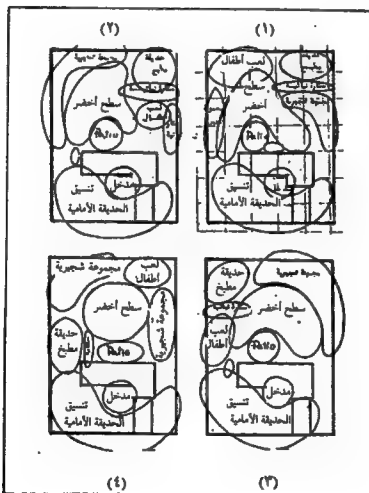 (١)
لعب أطفال
سطح
أخضر
Patio
تنسيق
الحديقة الأمامية
(٢)
حديقة
سطح أخضر
لعب
Patio
مدخل
تنسيق
الحديقة الأمامية
(٣)
حديقة
مطبخ
سطح أخضر
لعب
أطفال
Patio
مدخل
تنسيق
الحديقة الأمامية
(٤)
مجموعة شجيرية
لعب
أطفال
سطح أخضر
مجموعة شجيرية
حديقة
مطبخ
Patio
مدخل
تنسيق
الحديقة الأمامية